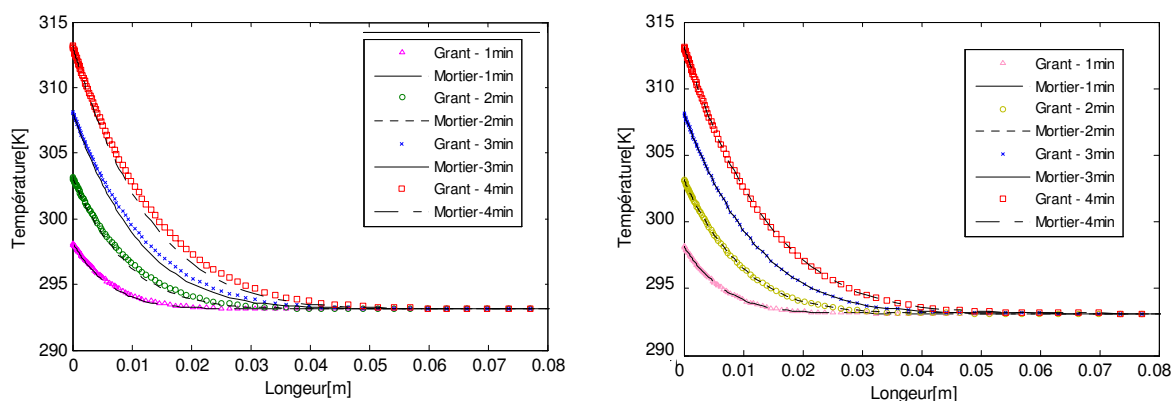 315
310
305
300
295
290
Température[K]
0
0.01
0.02
0.03
0.04
0.05
0.06
0.07
0.08
Longeur[m]
Grant - 1min
Mortier-1min
Grant - 2min
Mortier-2min
Grant - 3min
Mortier-3min
Grant - 4min
Mortier-4min
315
310
305
300
295
290
Température[K]
0
0.01
0.02
0.03
0.04
0.05
0.06
0.07
0.08
Longeur[m]
Grant - 1min
Mortier-1min
Grant - 2min
Mortier-2min
Grant - 3min
Mortier-3min
Grant - 4min
Mortier-4min